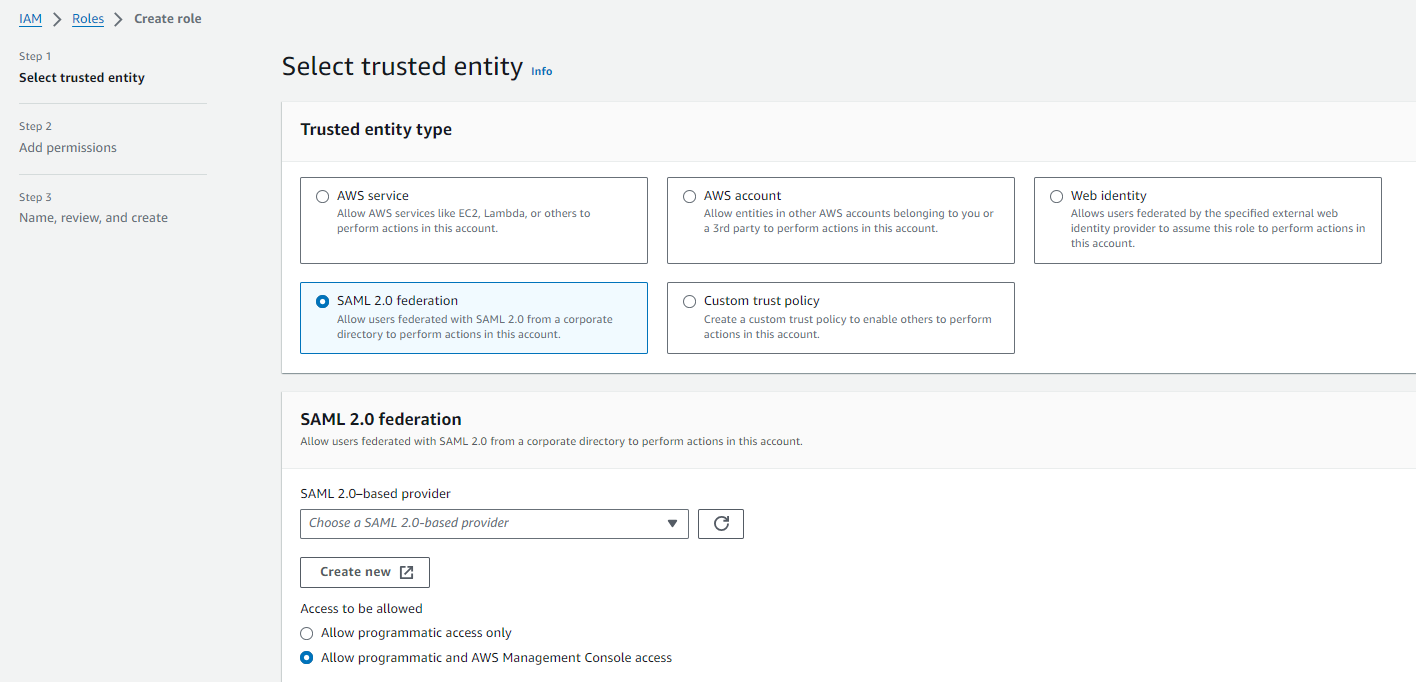 IAM > Roles > Create role
Step 1
Select trusted entity
Step 2
Add permissions
Step 3
Name, review, and create
Select trusted entity Info
Trusted entity type
AWS service
Allow AWS services like EC2, Lambda, or others to
perform actions in this account.
AWS account
Allow entities in other AWS accounts belonging to you or
a 3rd party to perform actions in this account.
Web identity
Allows users federated by the specified external web
identity provider to assume this role to perform actions in
this account.
SAML 2.0 federation
Allow users federated with SAML 2.0 from a corporate
directory to perform actions in this account.
Custom trust policy
Create a custom trust policy to enable others to perform
actions in this account.
SAML 2.0 federation
Allow users federated with SAML 2.0 from a corporate directory to perform actions in this account.
SAML 2.0–based provider
Choose a SAML 2.0-based provider
Create new
Access to be allowed
Allow programmatic access only
Allow programmatic and AWS Management Console access